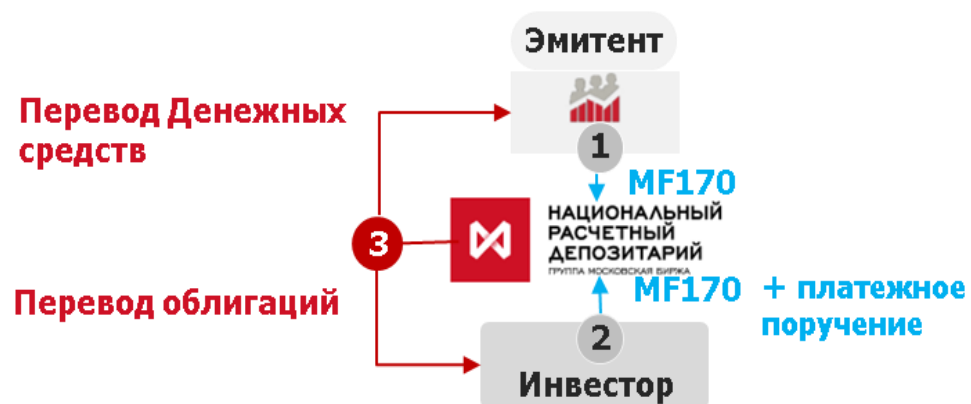 Эмитент
Перевод Денежных
средств
1
MF170
НАЦИОНАЛЬНЫЙ
РАСЧЕТНЫЙ
ДЕПОЗИТАРИЙ
ГРУППА МОСКОВСКАЯ БИРЖА
3
Перевод облигаций
MF170 + платежное
поручение
2
Инвестор